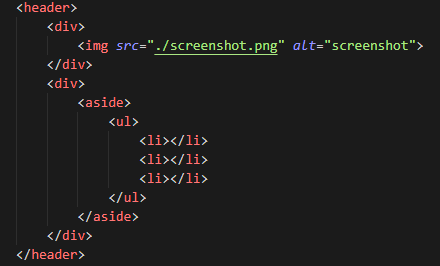 <header>
    <div>
        <img src="./screenshot.png" alt="screenshot">
    </div>
    <div>
        <aside>
            <ul>
                <li></li>
                <li></li>
                <li></li>
            </ul>
        </aside>
    </div>
</header>